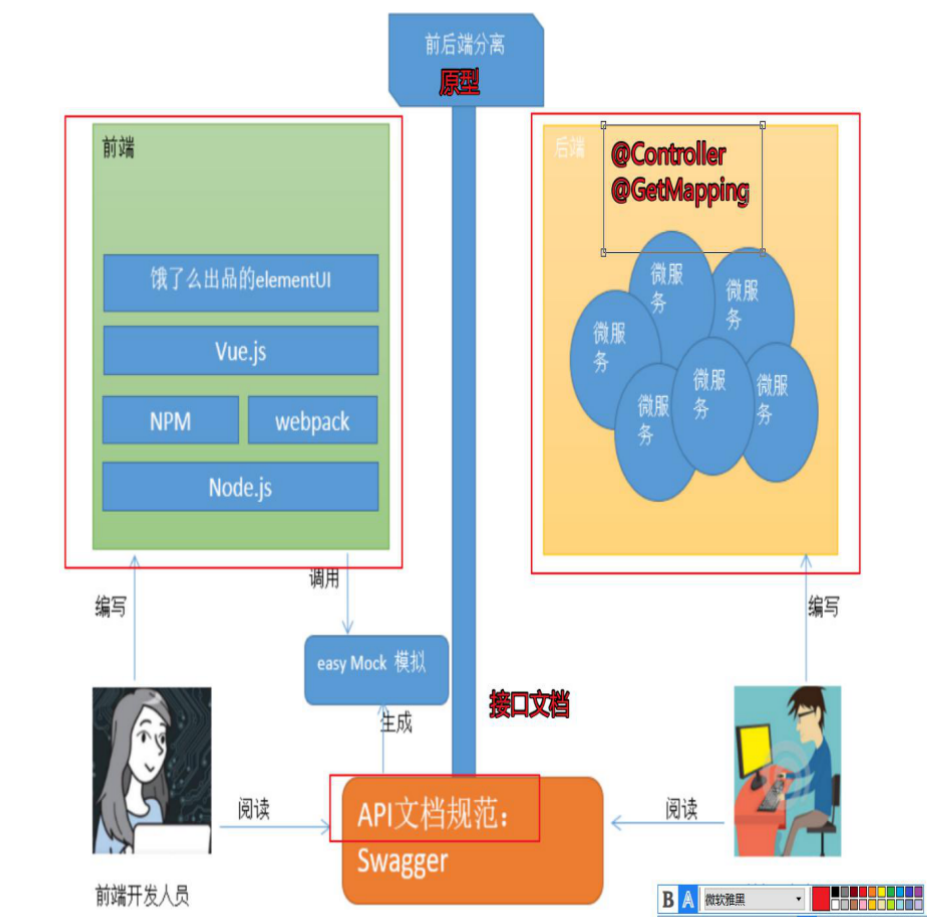 前后端分离
原型
前端
后端
@Controller
@GetMapping
饿了么出品的elementUI
Vue.js
NPM
webpack
Node.js
微服
务
微服
务
微服
务
微服
务
微服
务
微服
务
编写
调用
编写
easy Mock 模拟
接口文档
生成
阅读
API文档规范：
Swagger
阅读
前端开发人员
B
A
微软雅黑